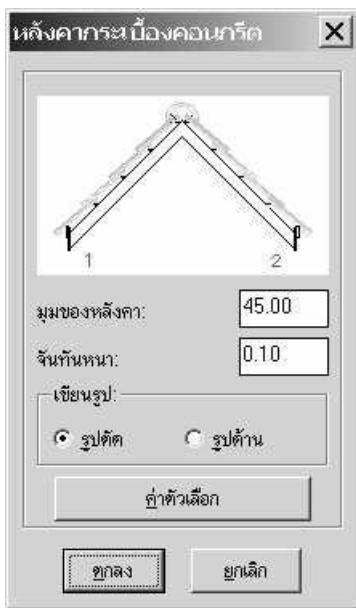 หลังคากระเบื้องคอนกรีต
1 2
มุมของหลังคา: 45.00
จันทันหนา: 0.10
เขียนรูป:
รูปตัด รูปด้าน
ค่าตัวเลือก
ตกลง ยกเลิก